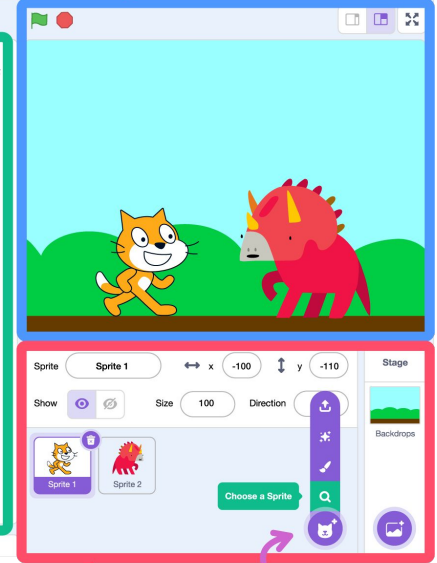 Sprite Sprite 1 x -100 y -110
Show Size 100 Direction
Sprite 1 Sprite 2
Choose a Sprite
Stage
Backdrops